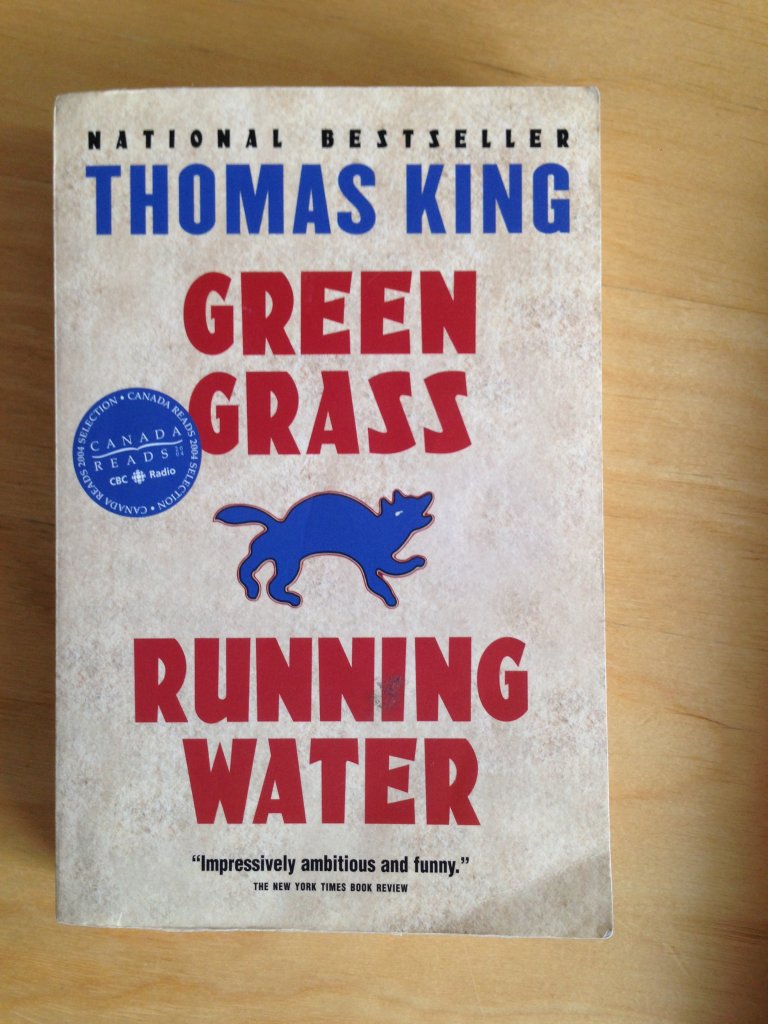 NATIONAL BESTSELLER
THOMAS KING
GREEN
GRASS
CANADA READS 2004 SELECTION • CANADA READS 2004 SELECTION •
CANADA
READS
CBC Radio
RUNNING
WATER
“Impressively ambitious and funny.”
THE NEW YORK TIMES BOOK REVIEW